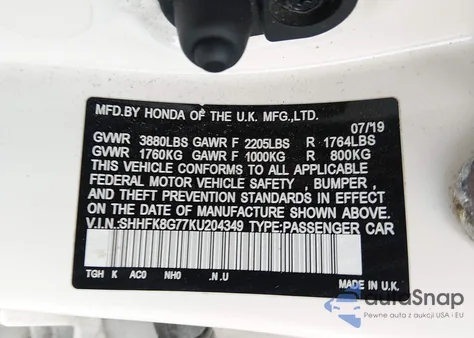 MFD.BY HONDA OF THE U.K. MFG.,LTD.
07/19
GVWR 3880LBS GAWR F 2205LBS R 1764LBS
GVWR 1760KG GAWR F 1000KG R 800KG
THIS VEHICLE CONFORMS TO ALL APPLICABLE
FEDERAL MOTOR VEHICLE SAFETY , BUMPER ,
AND THEFT PREVENTION STANDARDS IN EFFECT
ON THE DATE OF MANUFACTURE SHOWN ABOVE.
V.I.N.:SHHFK8G77KU204349 TYPE:PASSENGER CAR
TGH K AC0 NH0 .N.U MADE IN U.K.
autaSnap
Pewne auta z aukcji USA i EU